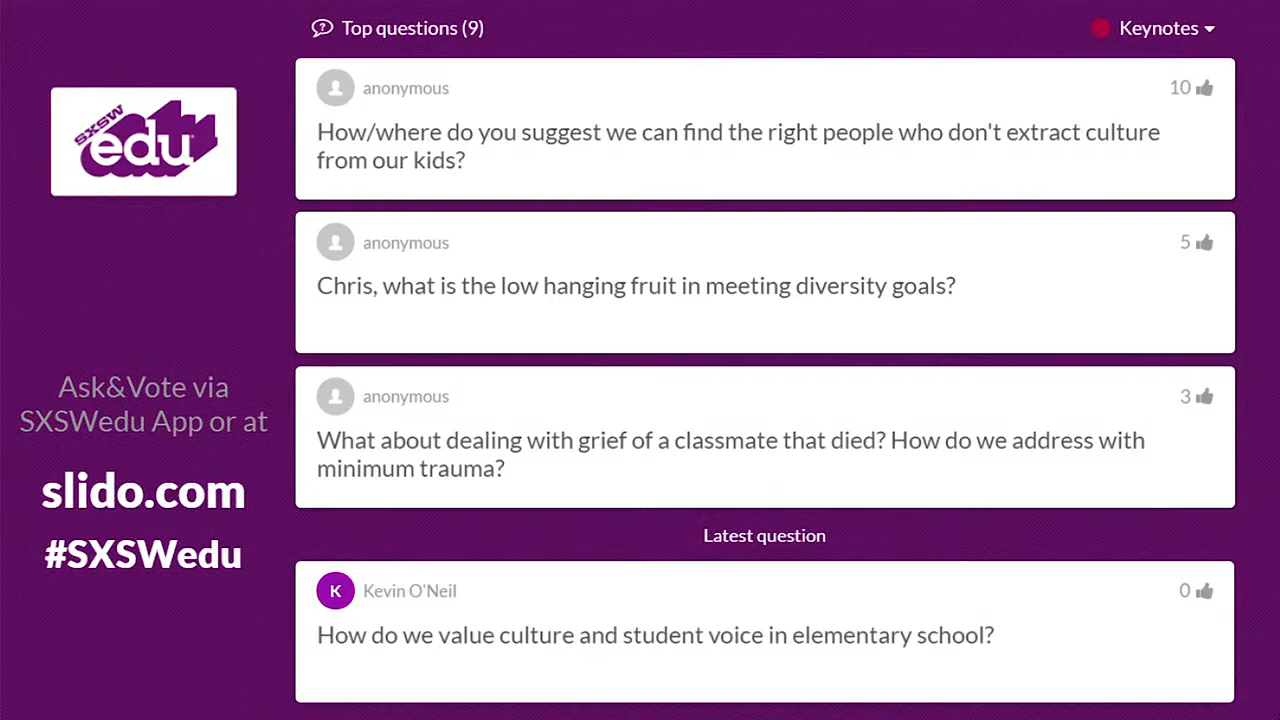 Top questions (9)
Keynotes
SXSW
edu
anonymous
10
How/where do you suggest we can find the right people who don't extract culture
from our kids?
anonymous
5
Chris, what is the low hanging fruit in meeting diversity goals?
anonymous
3
What about dealing with grief of a classmate that died? How do we address with
minimum trauma?
Ask&Vote via
SXSWedu App or at
slido.com
#SXSWedu
Latest question
K
Kevin O'Neil
0
How do we value culture and student voice in elementary school?